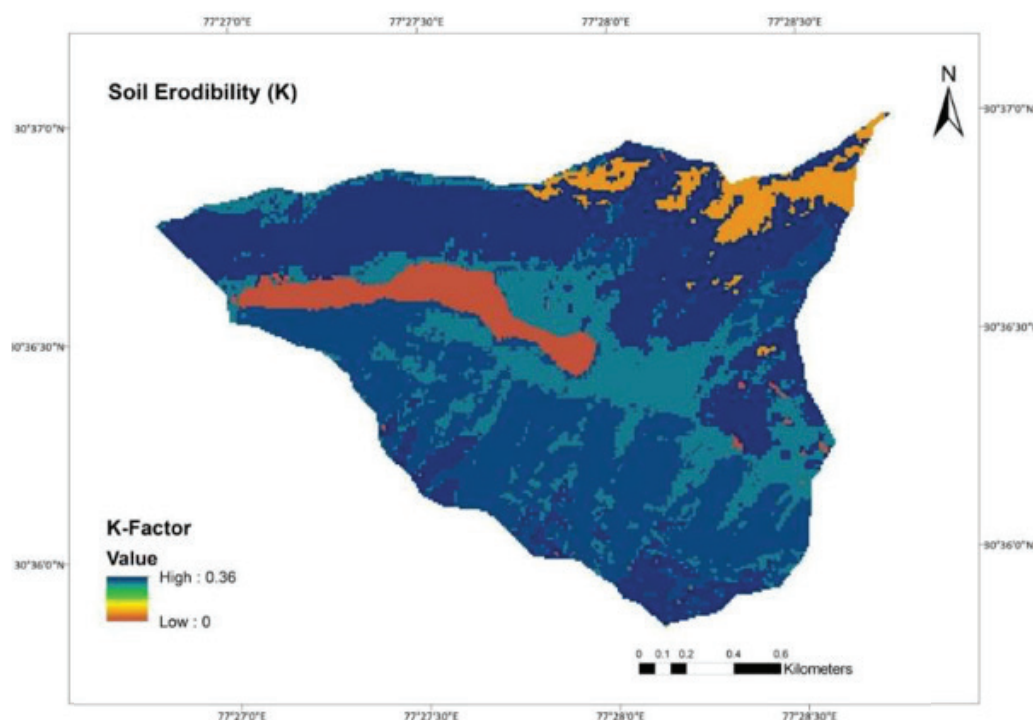 77°27'0"E 77°27'30"E 77°28'0"E 77°28'30"E
Soil Erodibility (K)
N
30°37'0"N 30°37'0"N
30°36'30"N 30°36'30"N
30°36'0"N 30°36'0"N
K-Factor
Value
High : 0.36
Low : 0
0 0.1 0.2 0.4 0.6
Kilometers
77°27'0"E 77°27'30"E 77°28'0"E 77°28'30"E